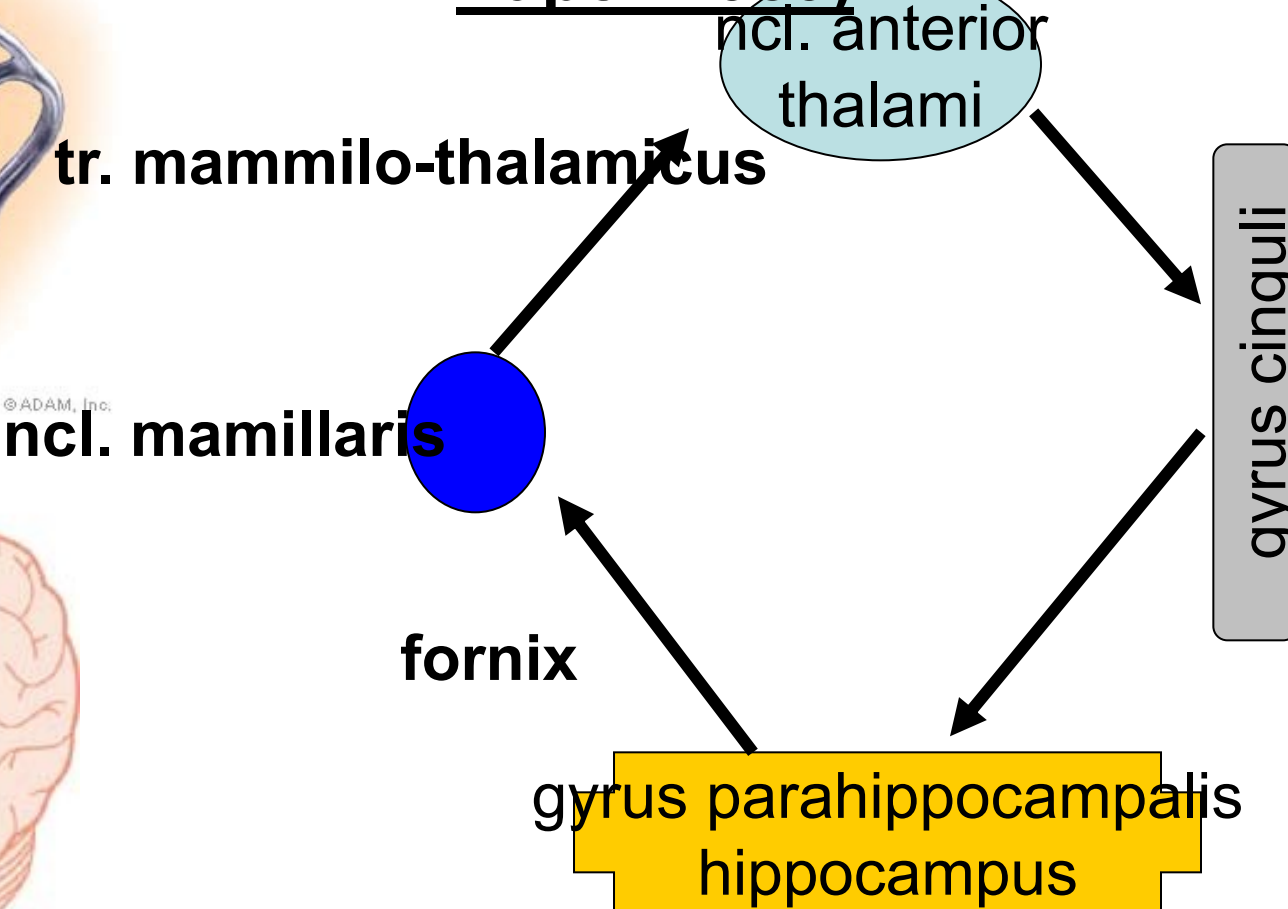 ncl. anterior
thalami
tr. mammilo-thalamicus
gyrus cinguli
©ADAM, Inc.
ncl. mamillaris
fornix
gyrus parahippocampalis
hippocampus